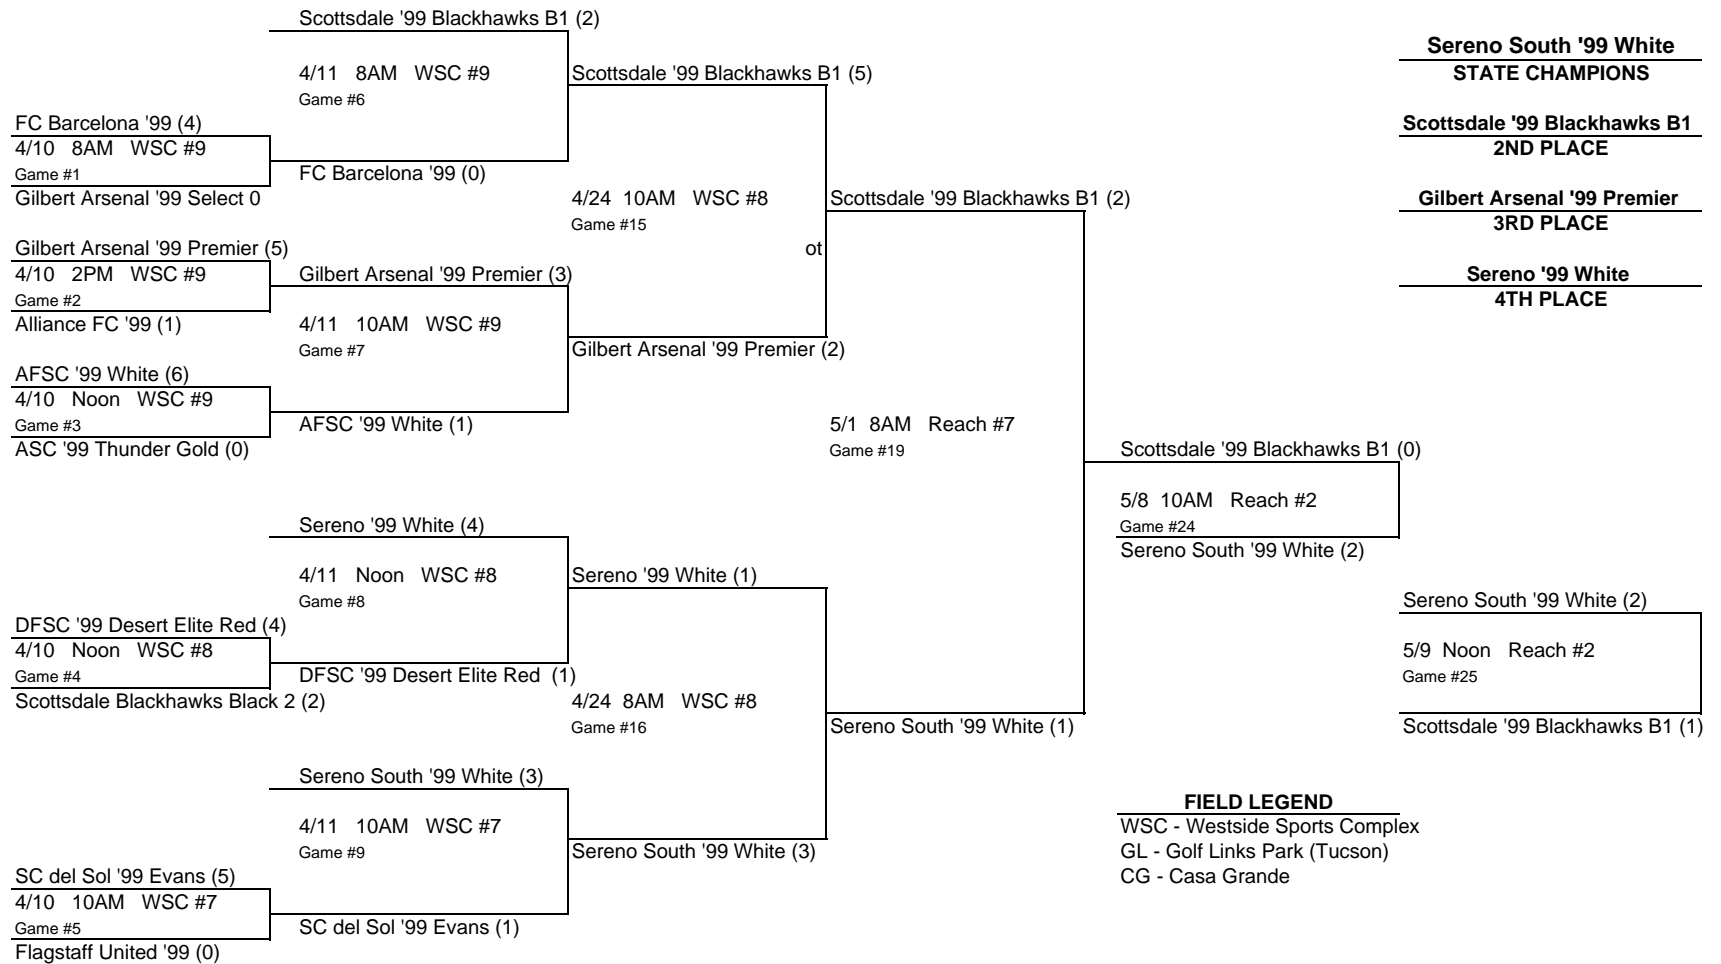 Scottsdale '99 Blackhawks B1 (2)
4/11 8AM WSC #9
Game #6
FC Barcelona '99 (4)
4/10 8AM WSC #9
Game #1
Gilbert Arsenal '99 Select 0
FC Barcelona '99 (0)
Gilbert Arsenal '99 Premier (5)
4/10 2PM WSC #9
Game #2
Alliance FC '99 (1)
Gilbert Arsenal '99 Premier (3)
4/11 10AM WSC #9
Game #7
AFSC '99 White (6)
4/10 Noon WSC #9
Game #3
ASC '99 Thunder Gold (0)
AFSC '99 White (1)
Sereno '99 White (4)
4/11 Noon WSC #8
Game #8
DFSC '99 Desert Elite Red (4)
4/10 Noon WSC #8
Game #4
Scottsdale Blackhawks Black 2 (2)
DFSC '99 Desert Elite Red (1)
Sereno South '99 White (3)
4/11 10AM WSC #7
Game #9
SC del Sol '99 Evans (5)
4/10 10AM WSC #7
Game #5
Flagstaff United '99 (0)
SC del Sol '99 Evans (1)
Scottsdale '99 Blackhawks B1 (5)
4/24 10AM WSC #8
Game #15
ot
Gilbert Arsenal '99 Premier (2)
Sereno '99 White (1)
4/24 8AM WSC #8
Game #16
Sereno South '99 White (3)
Scottsdale '99 Blackhawks B1 (2)
5/1 8AM Reach #7
Game #19
Sereno South '99 White (1)
Scottsdale '99 Blackhawks B1 (0)
5/8 10AM Reach #2
Game #24
Sereno South '99 White (2)
Sereno South '99 White (2)
5/9 Noon Reach #2
Game #25
Scottsdale '99 Blackhawks B1 (1)
Sereno South '99 White
STATE CHAMPIONS
Scottsdale '99 Blackhawks B1
2ND PLACE
Gilbert Arsenal '99 Premier
3RD PLACE
Sereno '99 White
4TH PLACE
FIELD LEGEND
WSC - Westside Sports Complex
GL - Golf Links Park (Tucson)
CG - Casa Grande